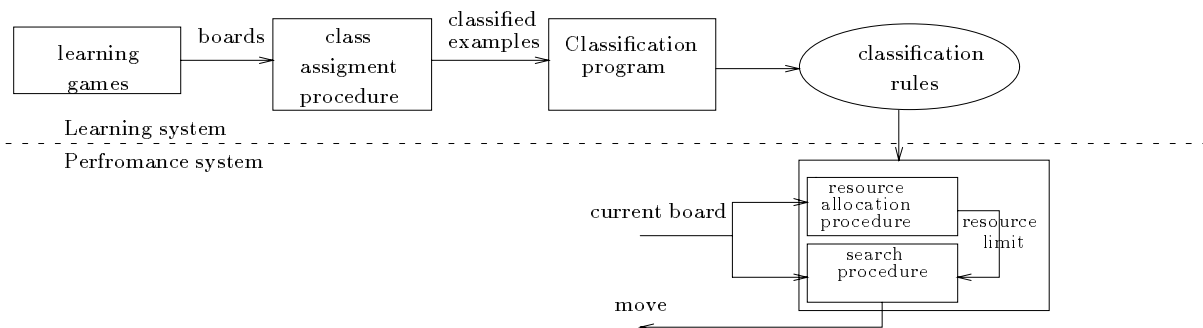 learning
games
boards
class
assigment
procedure
classified
examples
Classification
program
classification
rules
Learning system
Perfromance system
current board
resource
allocation
procedure
resource
limit
search
procedure
move